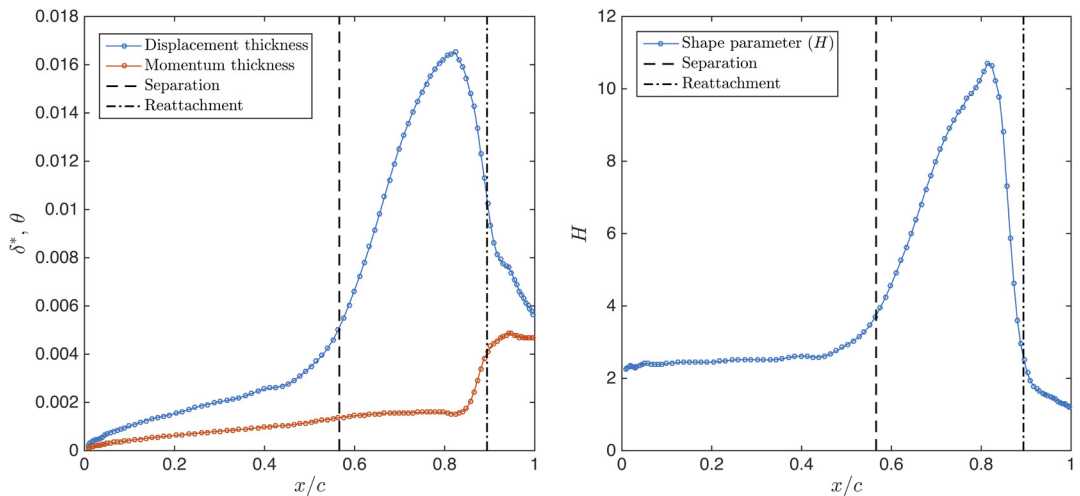 0.018
0.016
0.014
0.012
0.01
0.008
0.006
0.004
0.002
0
δ*, θ
Displacement thickness
Momentum thickness
Separation
Reattachment
0 0.2 0.4 0.6 0.8 1
x/c
12
10
8
6
4
2
0
H
Shape parameter (H)
Separation
Reattachment
0 0.2 0.4 0.6 0.8 1
x/c